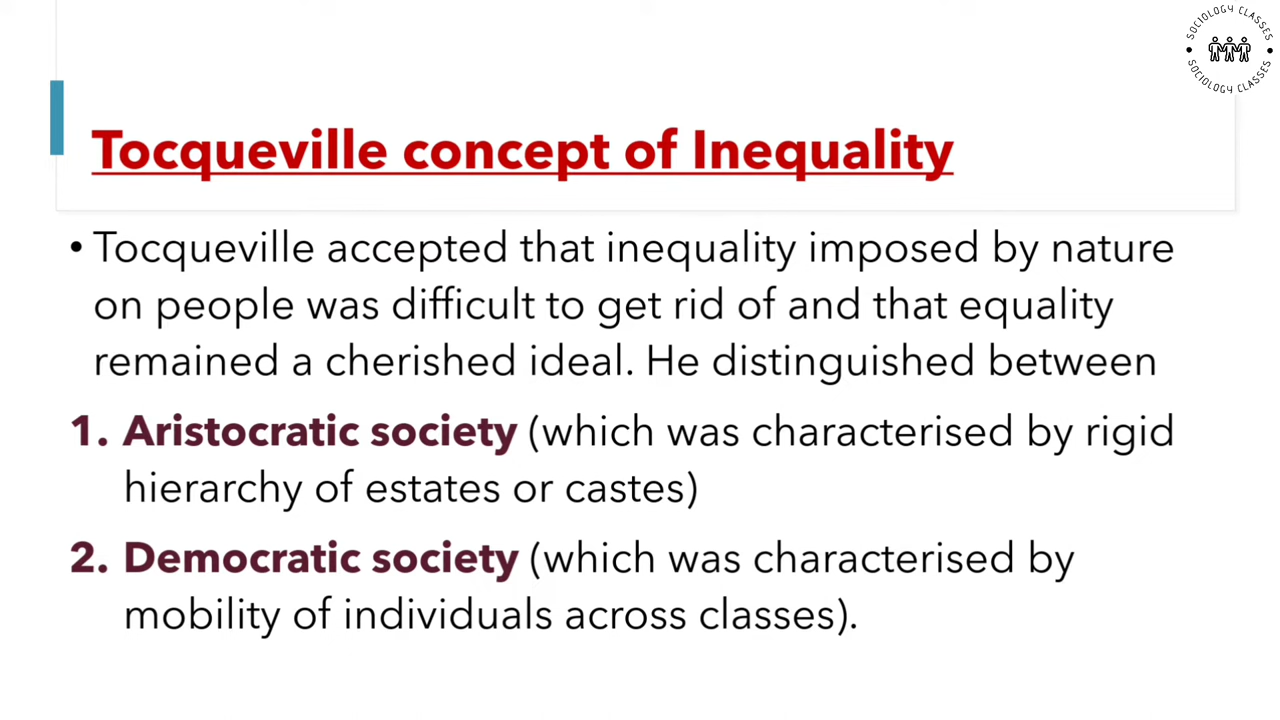 SOCIOLOGY CLASSES
SOCIOLOGY CLASSES
Tocqueville concept of Inequality
• Tocqueville accepted that inequality imposed by nature
on people was difficult to get rid of and that equality
remained a cherished ideal. He distinguished between
1. Aristocratic society (which was characterised by rigid
hierarchy of estates or castes)
2. Democratic society (which was characterised by
mobility of individuals across classes).